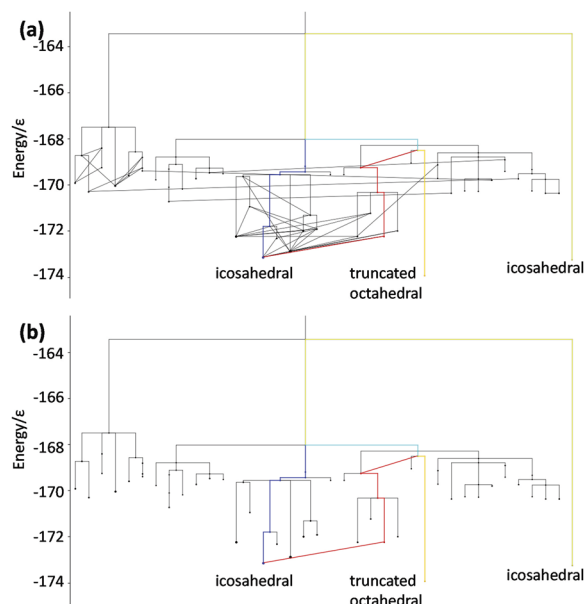 (a)
-164
-166
-168
-170
-172
-174
Energy/ε
icosahedral
truncated
octahedral
icosahedral
(b)
-164
-166
-168
-170
-172
-174
Energy/ε
icosahedral
truncated
octahedral
icosahedral